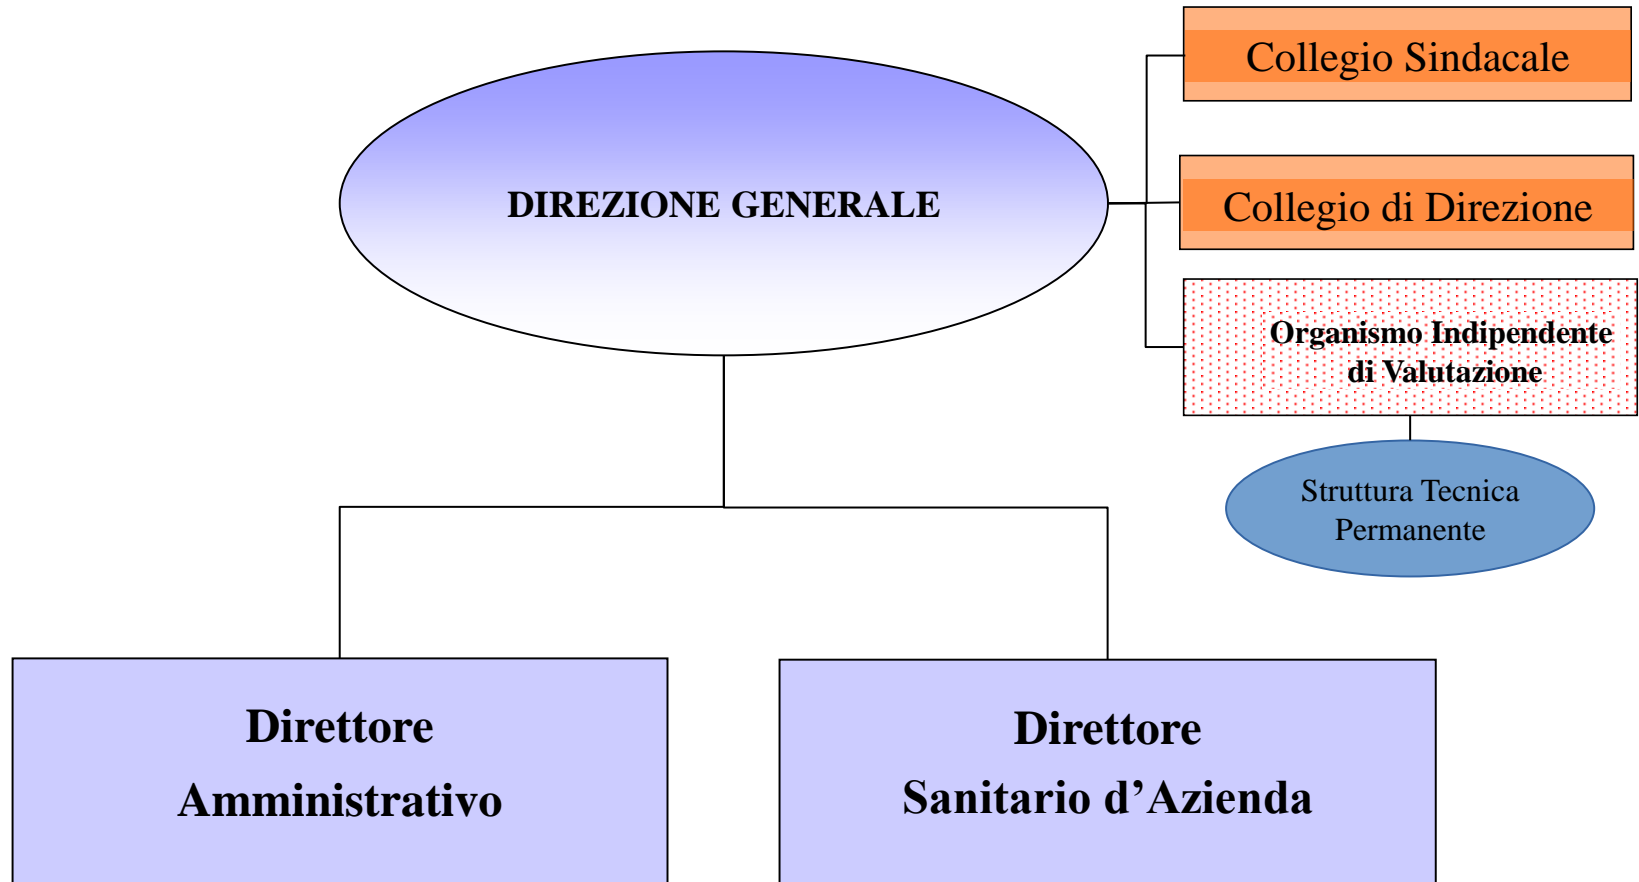 Collegio Sindacale
DIREZIONE GENERALE
Collegio di Direzione
Organismo Indipendente
di Valutazione
Struttura Tecnica
Permanente
Direttore
Amministrativo
Direttore
Sanitario d’Azienda